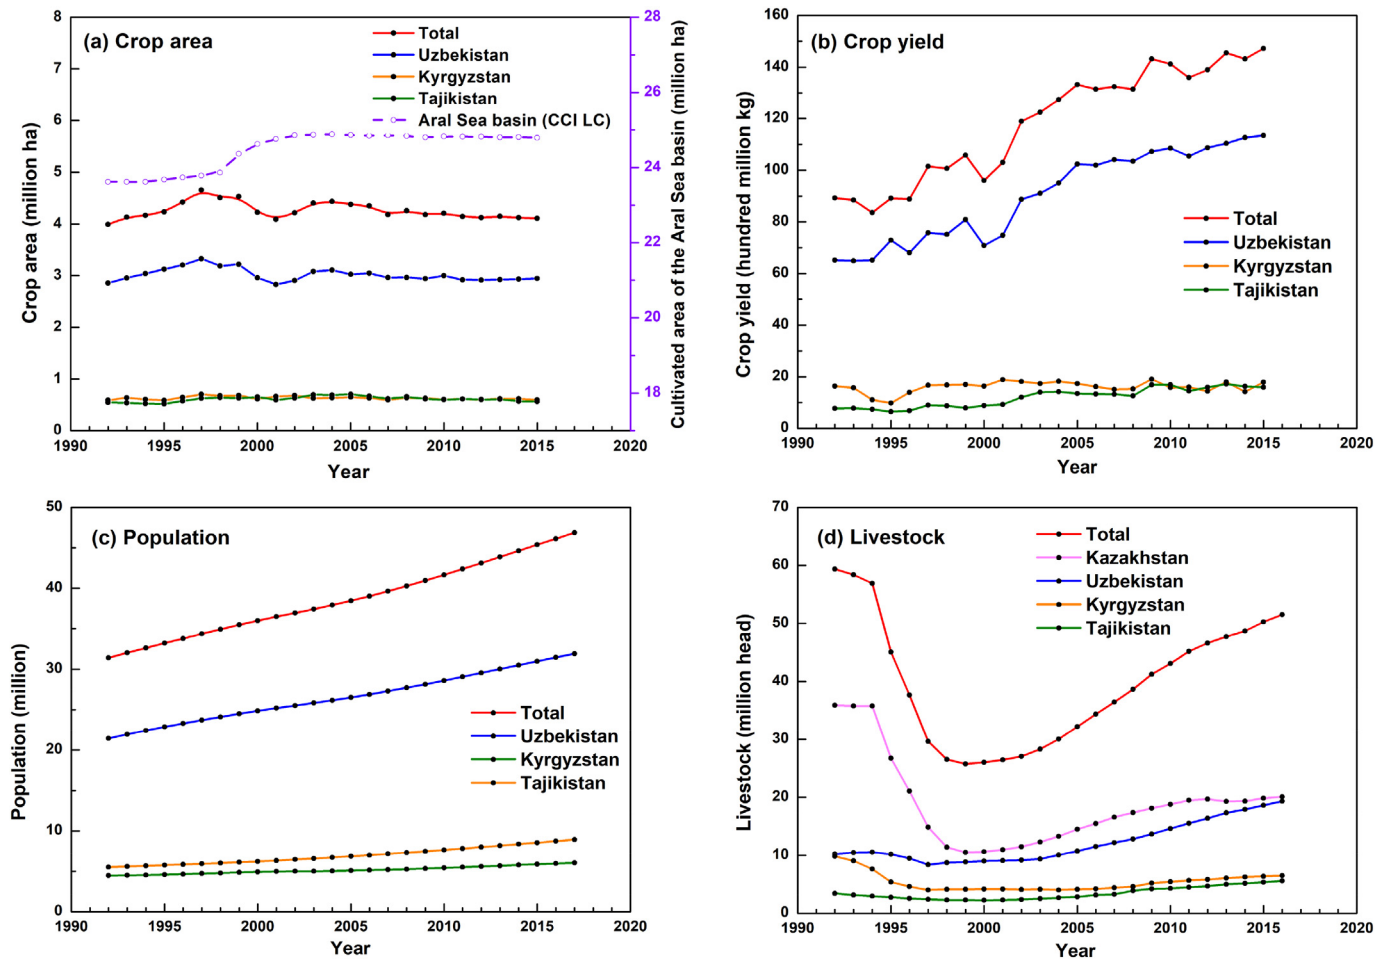 (a) Crop area
Total
Uzbekistan
Kyrgyzstan
Tajikistan
Aral Sea basin (CCI LC)
8
7
6
5
4
3
2
1
0
Crop area (million ha)
28
26
24
22
20
18
Cultivated area of the Aral Sea basin (million ha)
1990 1995 2000 2005 2010 2015 2020
Year
(b) Crop yield
160
140
120
100
80
60
40
20
0
Crop yield (hundred million kg)
Total
Uzbekistan
Kyrgyzstan
Tajikistan
1990 1995 2000 2005 2010 2015 2020
Year
(c) Population
50
40
30
20
10
0
Population (million)
Total
Uzbekistan
Kyrgyzstan
Tajikistan
1990 1995 2000 2005 2010 2015 2020
Year
(d) Livestock
70
60
50
40
30
20
10
0
Livestock (miliion head)
Total
Kazakhstan
Uzbekistan
Kyrgyzstan
Tajikistan
1990 1995 2000 2005 2010 2015 2020
Year